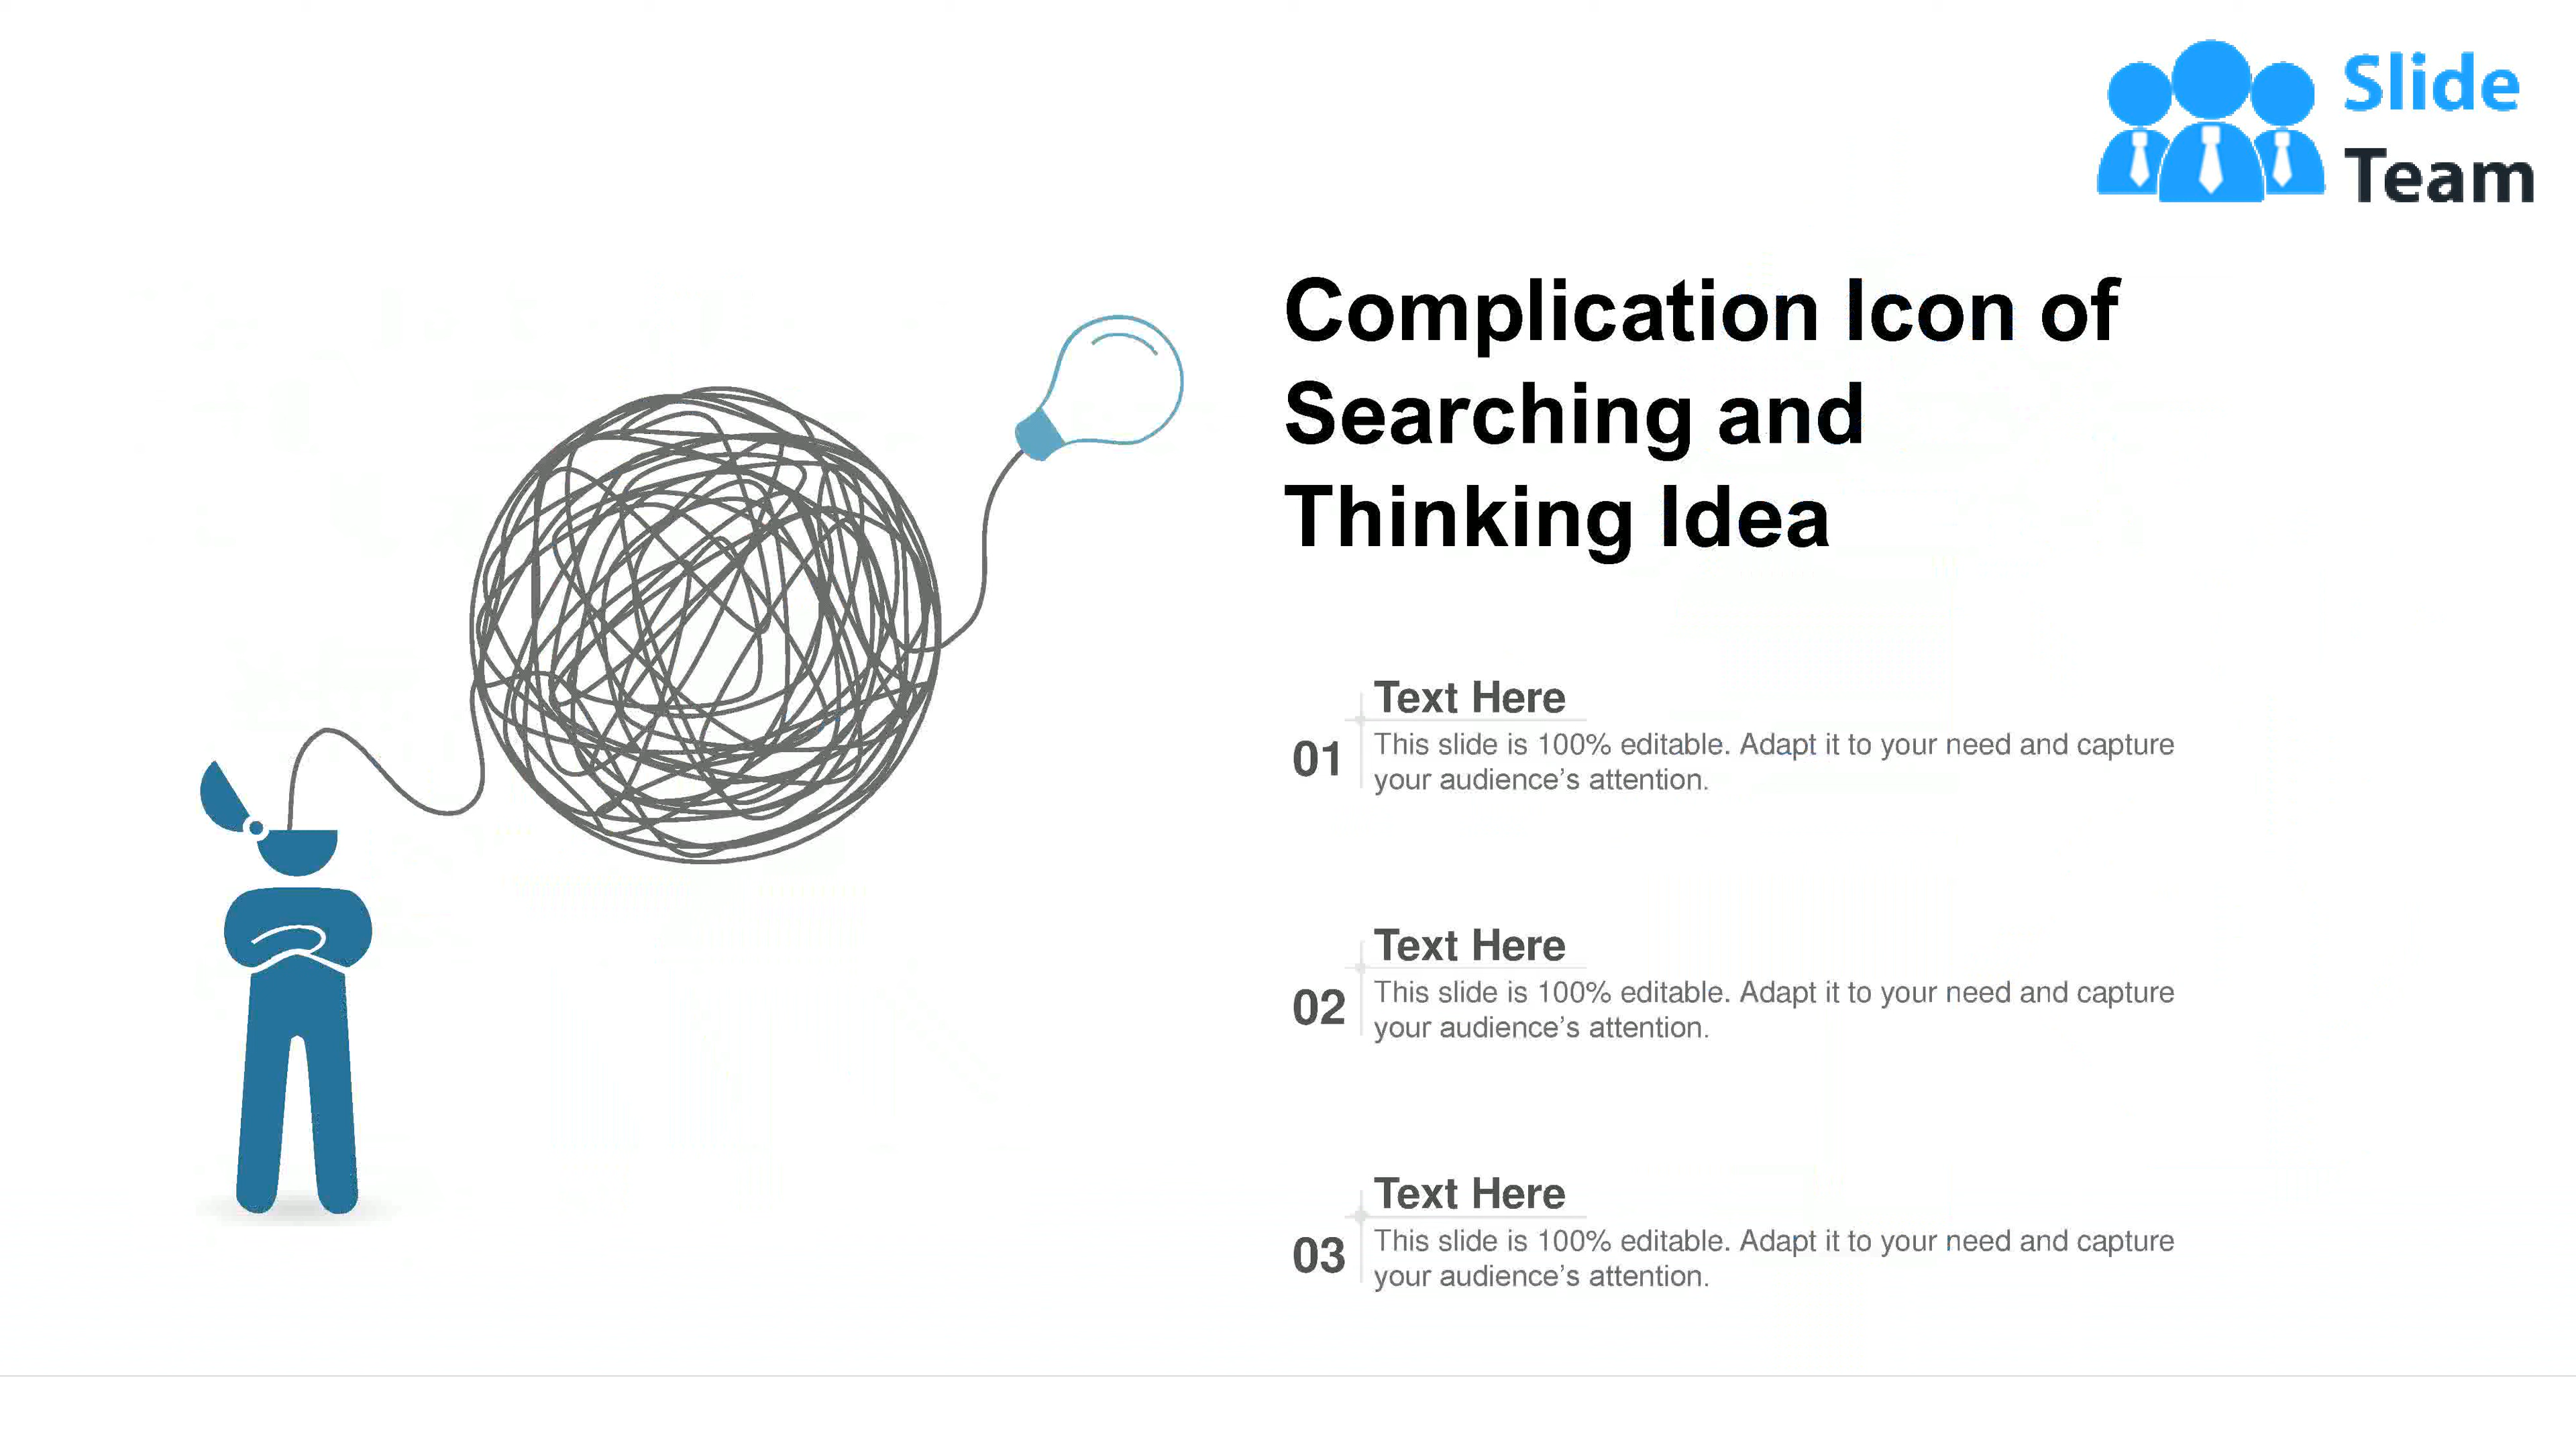 Slide
Team
Complication Icon of
Searching and
Thinking Idea
Text Here
01
This slide is 100% editable. Adapt it to your need and capture
your audience’s attention.
Text Here
02
This slide is 100% editable. Adapt it to your need and capture
your audience’s attention.
Text Here
03
This slide is 100% editable. Adapt it to your need and capture
your audience’s attention.